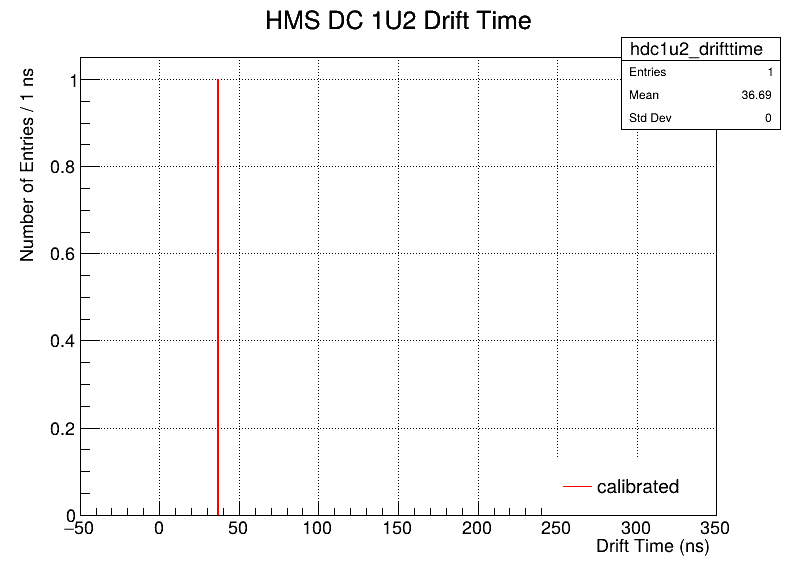 HMS DC 1U2 Drift Time
hdc1u2_drifttime
Entries 1
Mean 36.69
Std Dev 0
Number of Entries / 1 ns
1
0.8
0.6
0.4
0.2
0
−50 0 50 100 150 200 250 300 350
Drift Time (ns)
calibrated